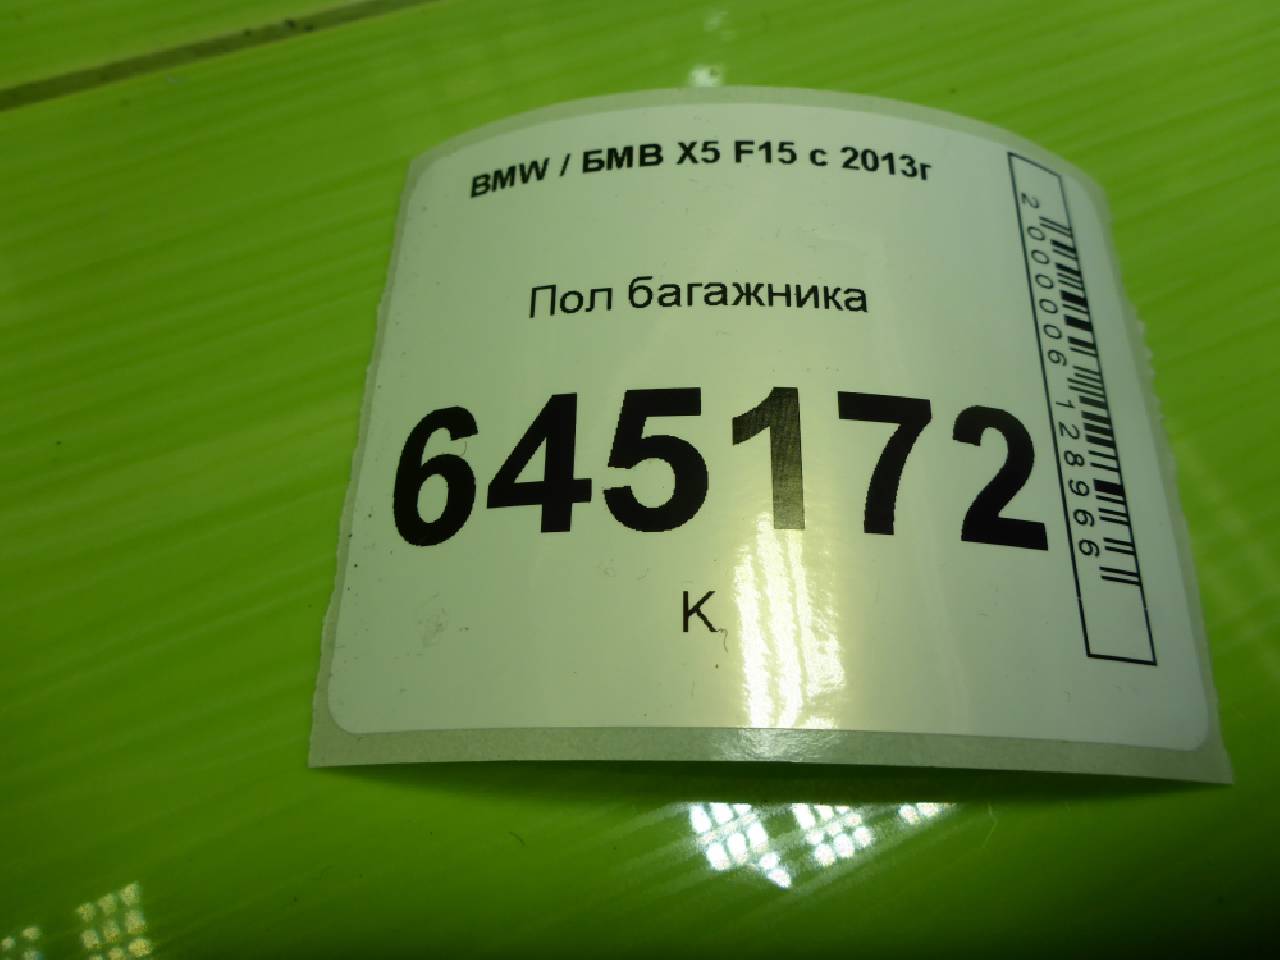 BMW / БМВ X5 F15 с 2013г
Пол багажника
645172
К
2000006128966